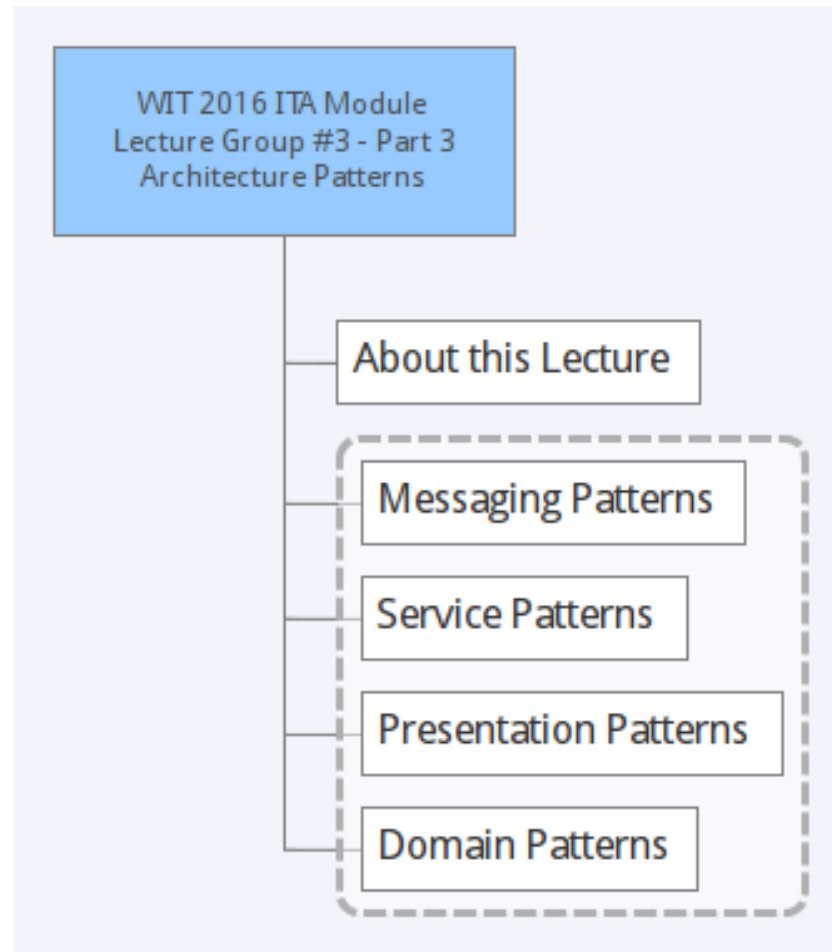 WIT 2016 ITA Module
Lecture Group #3 - Part 3
Architecture Patterns
About this Lecture
Messaging Patterns
Service Patterns
Presentation Patterns
Domain Patterns